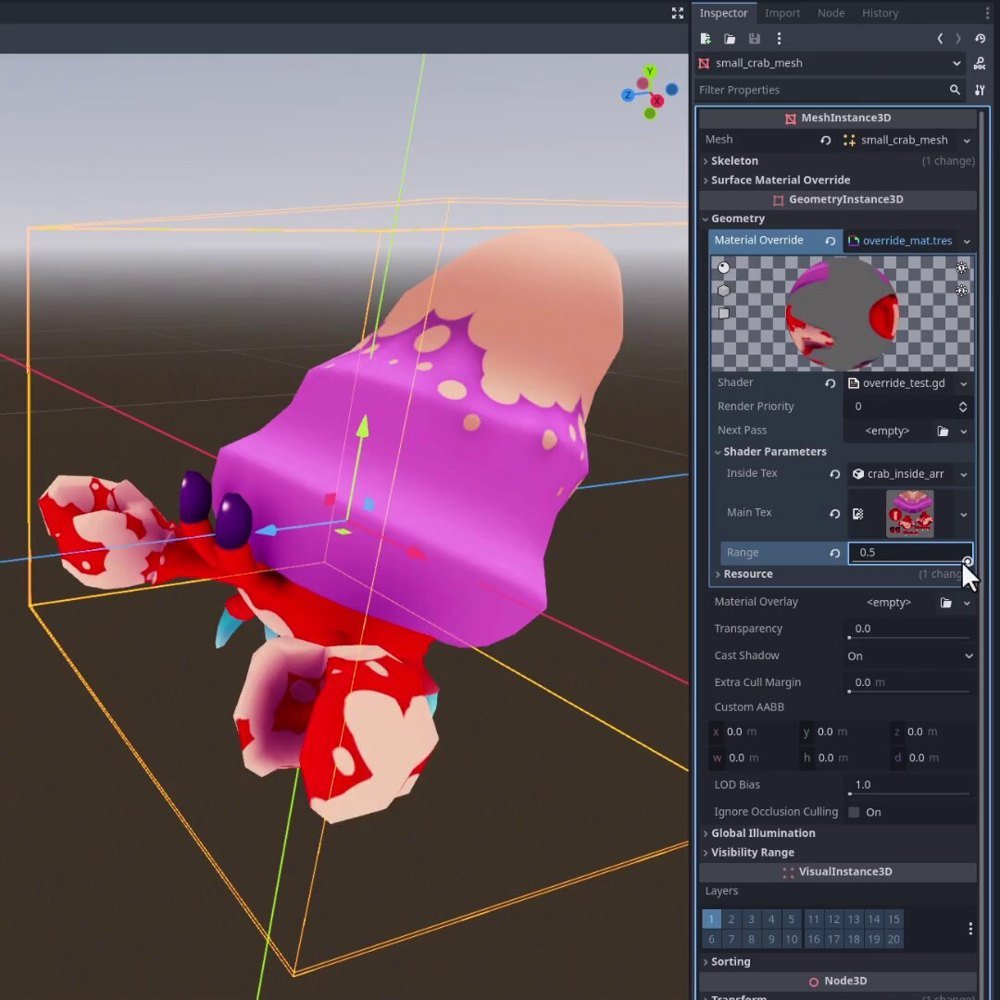 Inspector Import Node History
small_crab_mesh
Filter Properties
MeshInstance3D
Mesh small_crab_mesh
Skeleton (1 change)
Surface Material Override
GeometryInstance3D
Geometry
Material Override override_mat.tres
Shader override_test.gd
Render Priority 0
Next Pass <empty>
Shader Parameters
Inside Tex crab_inside_arr
Main Tex
Range 0.5
Resource (1 chang
Material Overlay <empty>
Transparency 0.0
Cast Shadow On
Extra Cull Margin 0.0 m
Custom AABB
x 0.0 m y 0.0 m z 0.0 m
w 0.0 m h 0.0 m d 0.0 m
LOD Bias 1.0
Ignore Occlusion Culling On
Global Illumination
Visibility Range
VisualInstance3D
Layers
1 2 3 4 5 11 12 13 14 15
6 7 8 9 10 16 17 18 19 20
Sorting
Node3D
Transform (1 change)
Y
Z
X